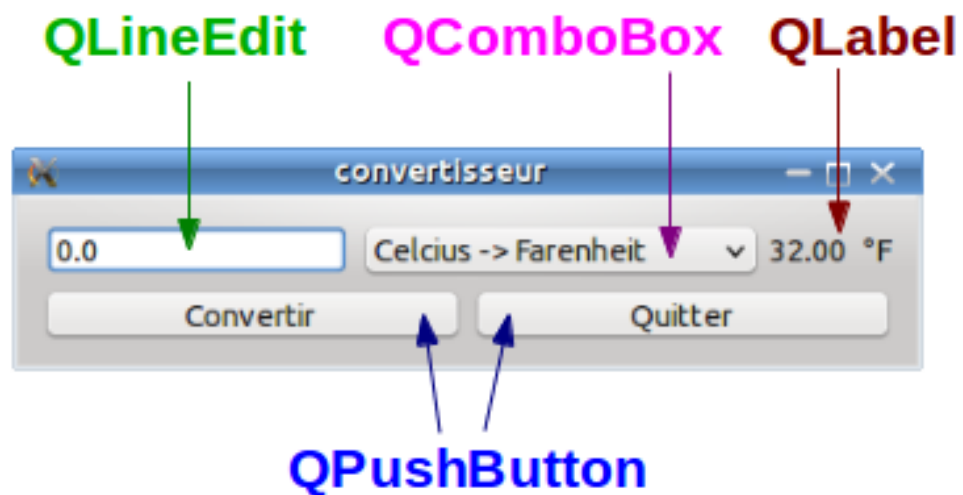 QLineEdit QComboBox QLabel
convertisseur
0.0 Celcius -> Farenheit 32.00 °F
Convertir Quitter
QPushButton